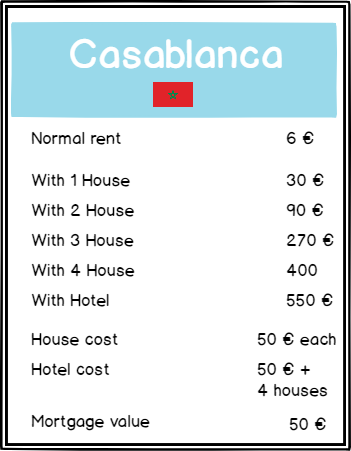 Casablanca
Normal rent 6 €
With 1 House 30 €
With 2 House 90 €
With 3 House 270 €
With 4 House 400
With Hotel 550 €
House cost 50 € each
Hotel cost 50 € +
4 houses
Mortgage value 50 €